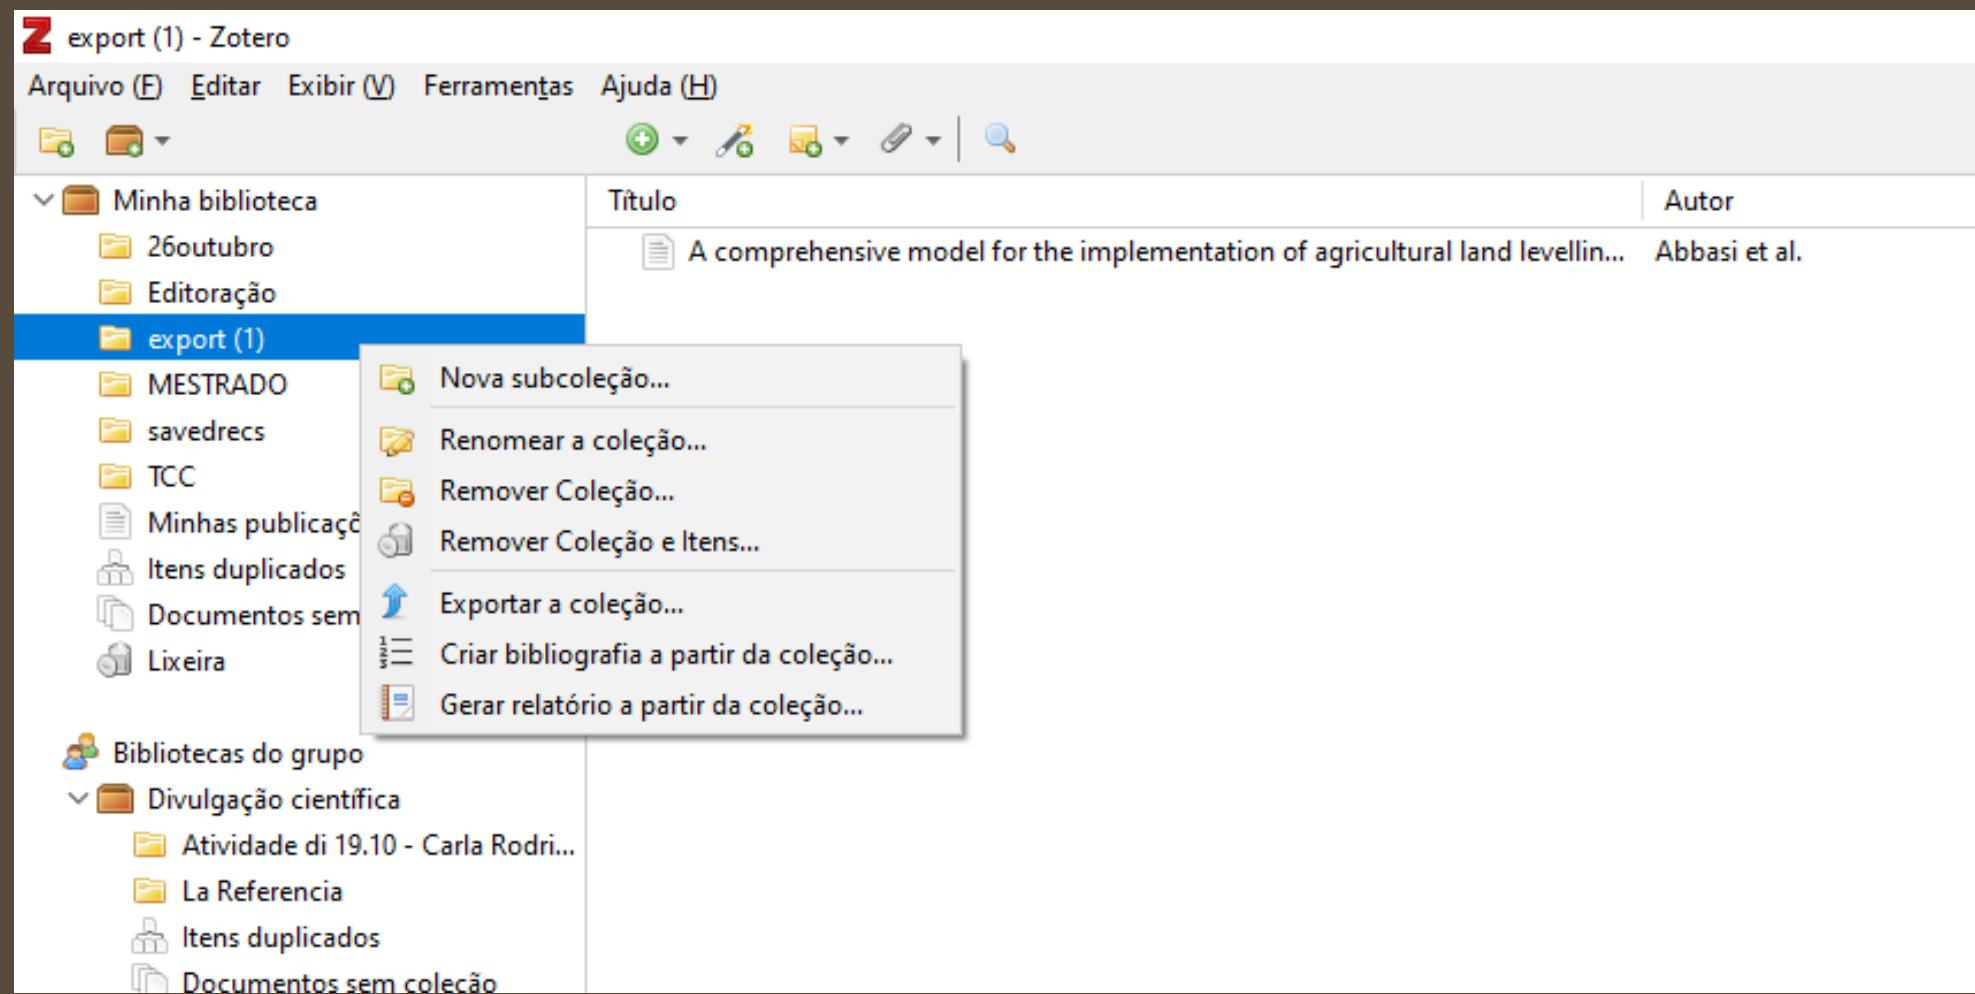 export (1) - Zotero
Arquivo (F) Editar Exibir (V) Ferramentas Ajuda (H)
Minha biblioteca
26outubro
Editoração
export (1)
MESTRADO
savedrecs
TCC
Minhas publicaçõ
Itens duplicados
Documentos sem
Lixeira
Bibliotecas do grupo
Divulgação científica
Atividade di 19.10 - Carla Rodri...
La Referencia
Itens duplicados
Documentos sem coleção
Título Autor
A comprehensive model for the implementation of agricultural land levellin... Abbasi et al.
Nova subcoleção...
Renomear a coleção...
Remover Coleção...
Remover Coleção e Itens...
Exportar a coleção...
Criar bibliografia a partir da coleção...
Gerar relatório a partir da coleção...